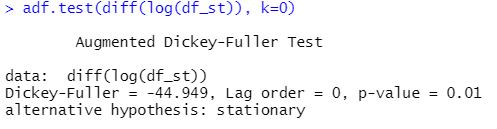 > adf.test(diff(log(df_st)), k=0)
Augmented Dickey-Fuller Test
data:  diff(log(df_st))
Dickey-Fuller = -44.949, Lag order = 0, p-value = 0.01
alternative hypothesis: stationary